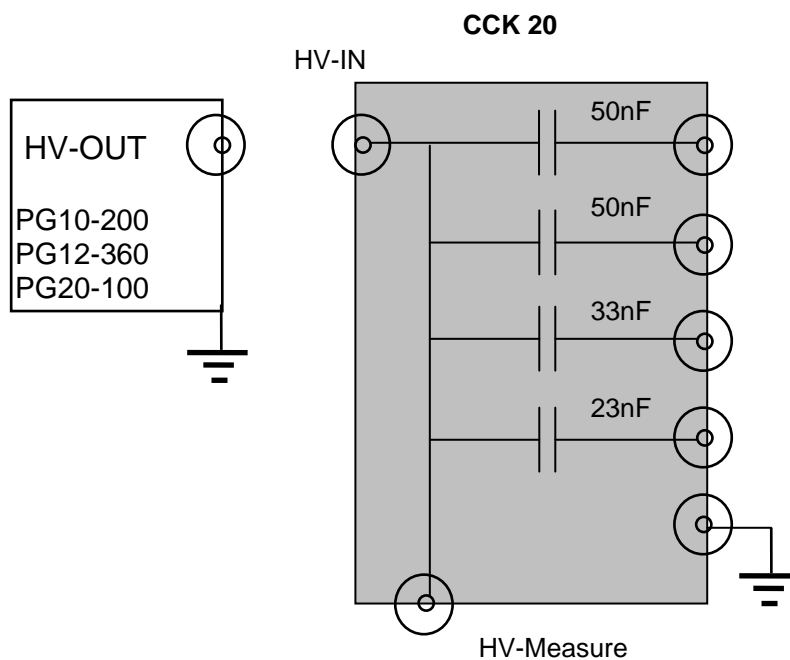 CCK 20
HV-IN
HV-OUT
PG10-200
PG12-360
PG20-100
50nF
50nF
33nF
23nF
HV-Measure